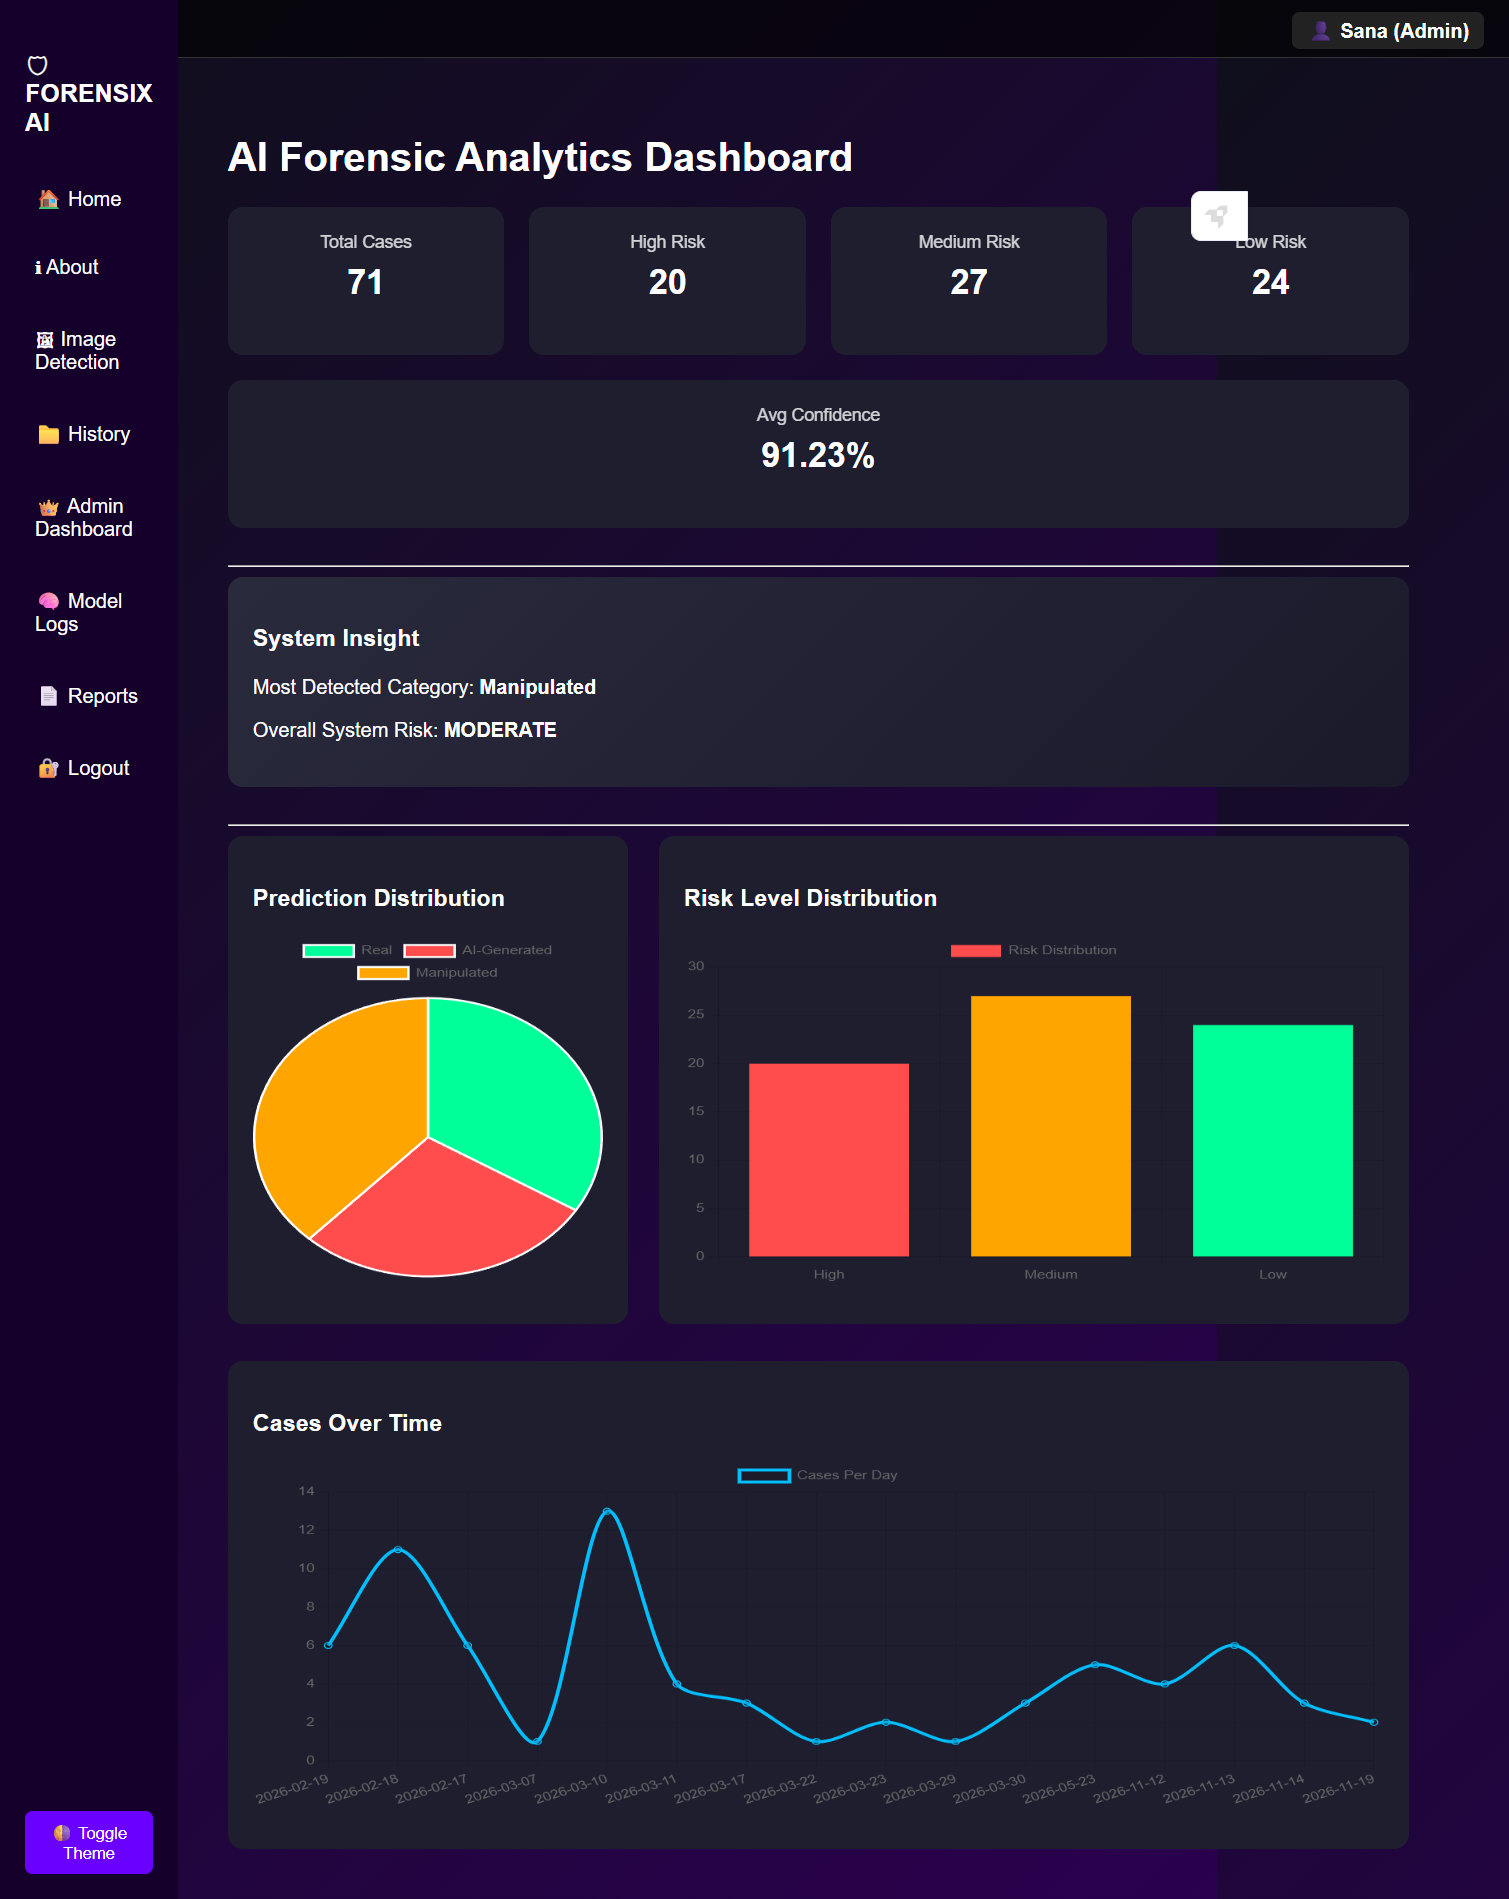 Sana (Admin)
FORENSIX
AI
Home
About
Image
Detection
History
Admin
Dashboard
Model
Logs
Reports
Logout
Toggle
Theme
AI Forensic Analytics Dashboard
Total Cases
71
High Risk
20
Medium Risk
27
Low Risk
24
Avg Confidence
91.23%
System Insight
Most Detected Category: Manipulated
Overall System Risk: MODERATE
Prediction Distribution
Real AI-Generated
Manipulated
Risk Level Distribution
Risk Distribution
30
25
20
15
10
5
0
High Medium Low
Cases Over Time
Cases Per Day
14
12
10
8
6
4
2
0
2026-02-19 2026-02-18 2026-02-17 2026-03-07 2026-03-10 2026-03-11 2026-03-17 2026-03-22 2026-03-23 2026-03-29 2026-03-30 2026-05-23 2026-11-12 2026-11-13 2026-11-14 2026-11-19